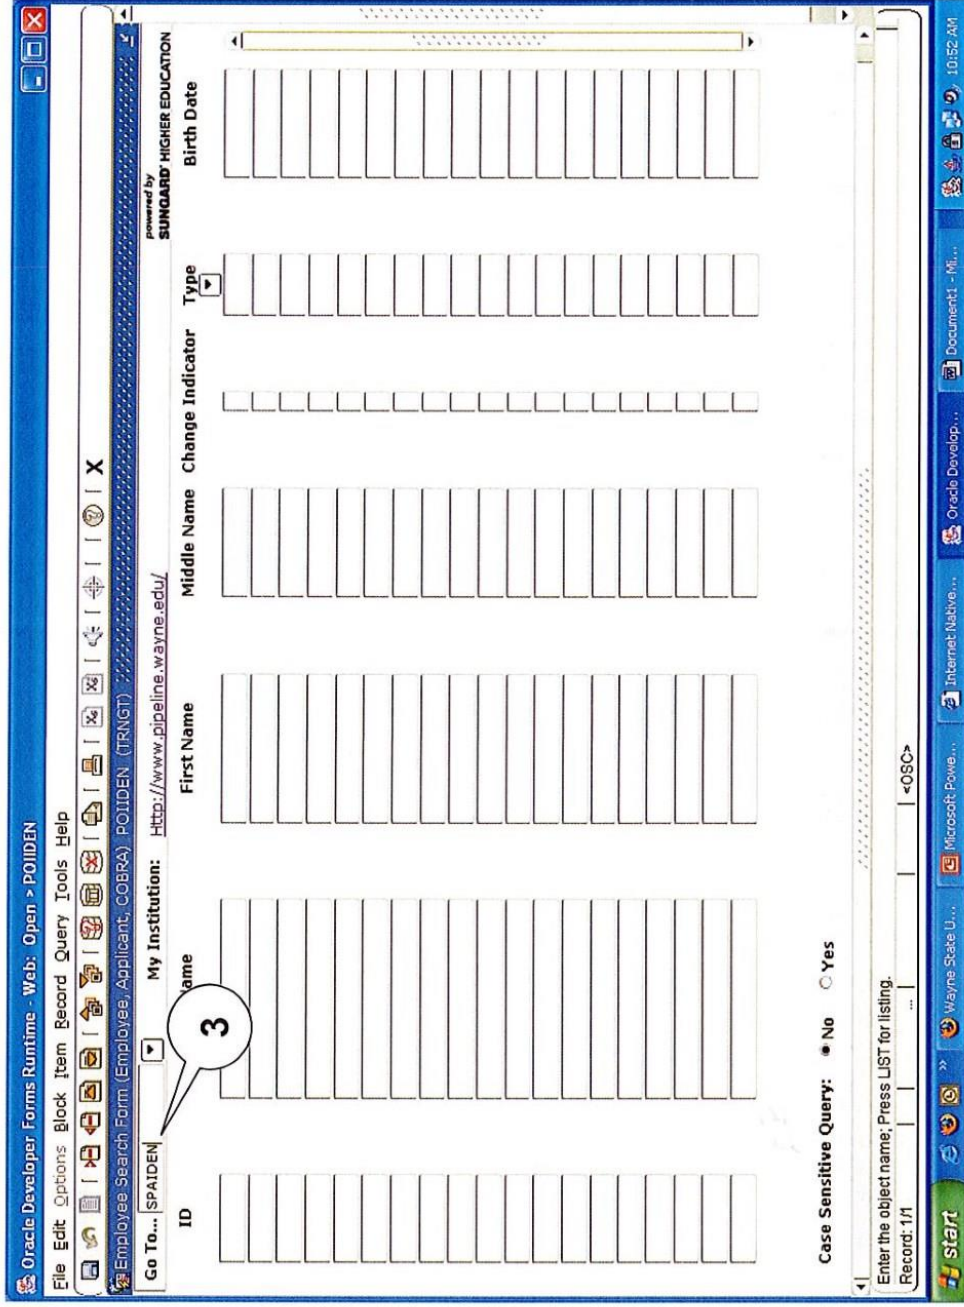 Oracle Developer Forms Runtime - Web: Open > POIIDEN
File Edit Options Block Item Record Query Tools Help
X
Employee Search Form (Employee, Applicant, COBRA) POIIDEN (TRNGT)
Go To... SPAIDEN My Institution: Http://www.pipeline.wayne.edu/
powered by
SUNGARD' HIGHER EDUCATION
3
ID First Name Middle Name Change Indicator Type Birth Date
Case Sensitive Query: No Yes
Enter the object name; Press LIST for listing.
Record: 1/1 ... <OSC>
start » Wayne State U... Microsoft Powe... Internet Native... Oracle Develop... Document1 - Mi... 10:52 AM